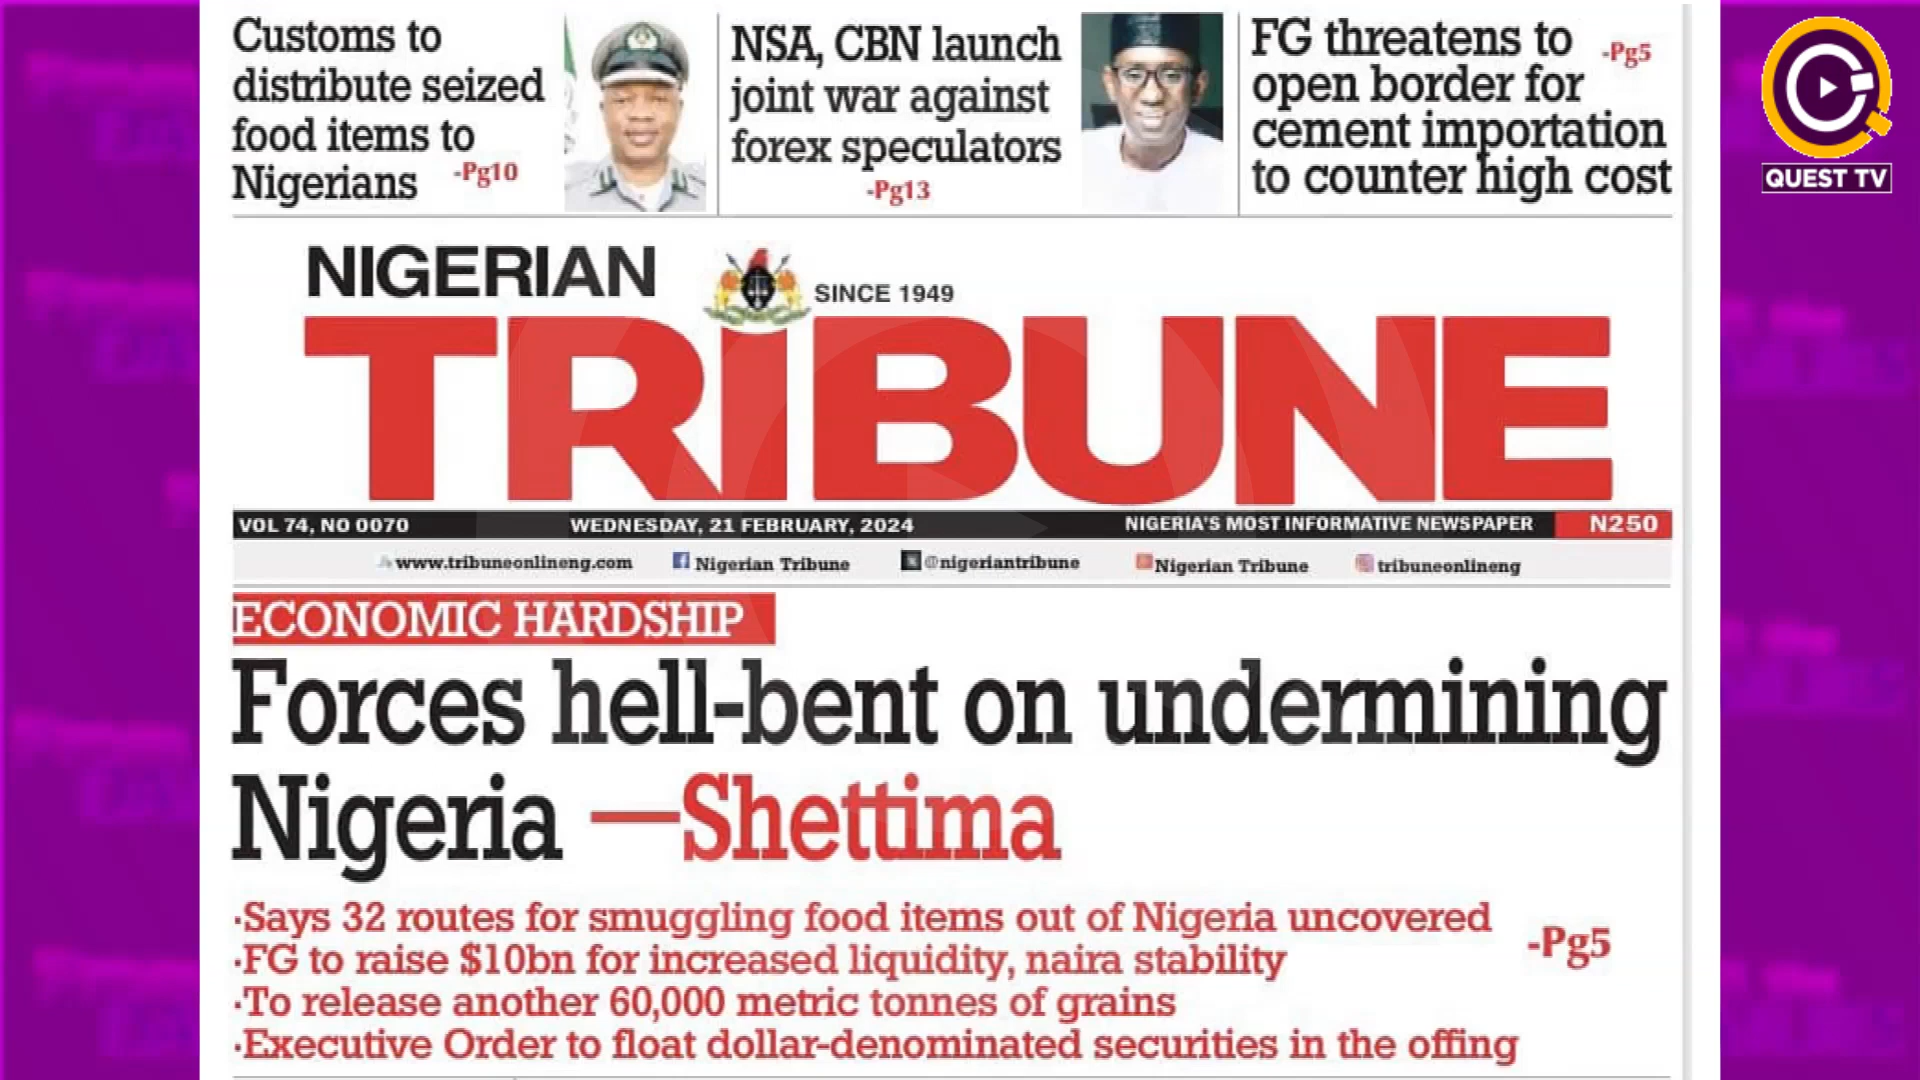 Customs to
distribute seized
food items to
Nigerians -Pg10
NSA, CBN launch
joint war against
forex speculators
-Pg13
FG threatens to -Pg5
open border for
cement importation
to counter high cost
QUEST TV
NIGERIAN
SINCE 1949
TRIBUNE
VOL 74, NO 0070 WEDNESDAY, 21 FEBRUARY, 2024 NIGERIA'S MOST INFORMATIVE NEWSPAPER N250
www.tribuneonlineng.com Nigerian Tribune @nigeriantribune Nigerian Tribune tribuneonlineng
ECONOMIC HARDSHIP
Forces hell-bent on undermining
Nigeria —Shettima
·Says 32 routes for smuggling food items out of Nigeria uncovered
·FG to raise $10bn for increased liquidity, naira stability
·To release another 60,000 metric tonnes of grains
·Executive Order to float dollar-denominated securities in the offing
-Pg5